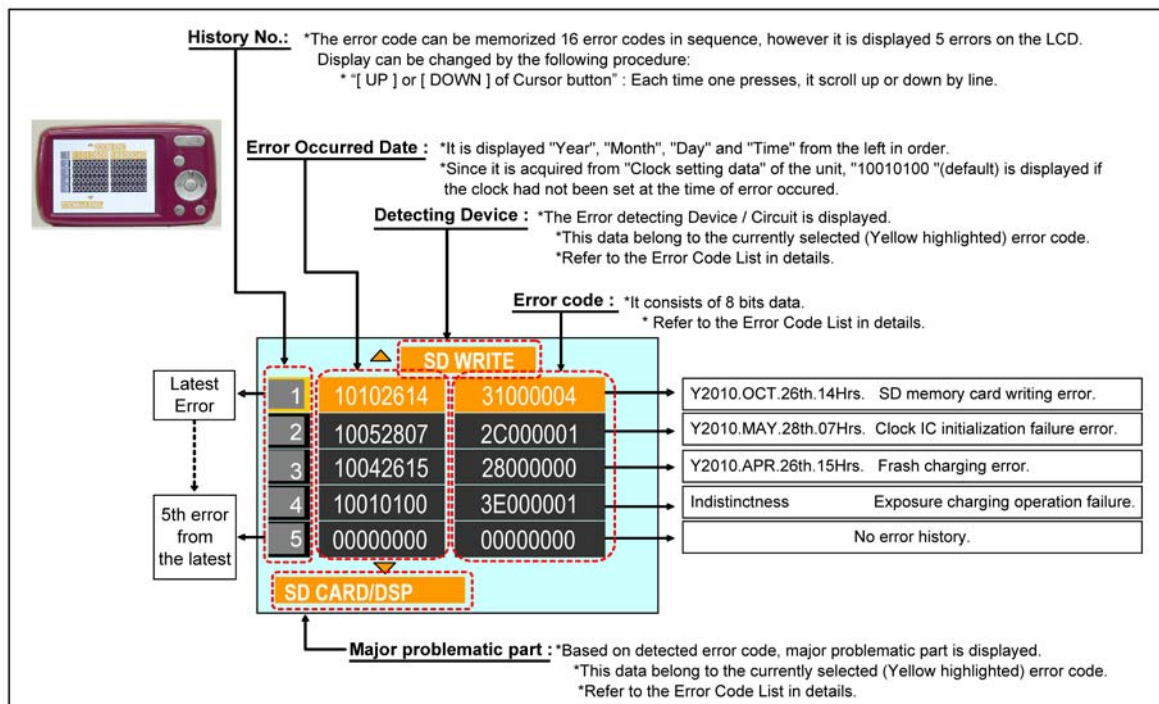 History No.: *The error code can be memorized 16 error codes in sequence, however it is displayed 5 errors on the LCD.
Display can be changed by the following procedure:
* "[ UP ] or [ DOWN ] of Cursor button" : Each time one presses, it scroll up or down by line.
Error Occurred Date : *It is displayed "Year", "Month", "Day" and "Time" from the left in order.
*Since it is acquired from "Clock setting data" of the unit, "10010100 "(default) is displayed if
the clock had not been set at the time of error occured.
Detecting Device : *The Error detecting Device / Circuit is displayed.
*This data belong to the currently selected (Yellow highlighted) error code.
*Refer to the Error Code List in details.
Error code : *It consists of 8 bits data.
* Refer to the Error Code List in details.
SD WRITE
Latest
Error
1 10102614 31000004 Y2010.OCT.26th.14Hrs. SD memory card writing error.
2 10052807 2C000001 Y2010.MAY.28th.07Hrs. Clock IC initialization failure error.
3 10042615 28000000 Y2010.APR.26th.15Hrs. Frash charging error.
4 10010100 3E000001 Indistinctness Exposure charging operation failure.
5 00000000 00000000 No error history.
5th error
from
the latest
SD CARD/DSP
Major problematic part : *Based on detected error code, major problematic part is displayed.
*This data belong to the currently selected (Yellow highlighted) error code.
*Refer to the Error Code List in details.